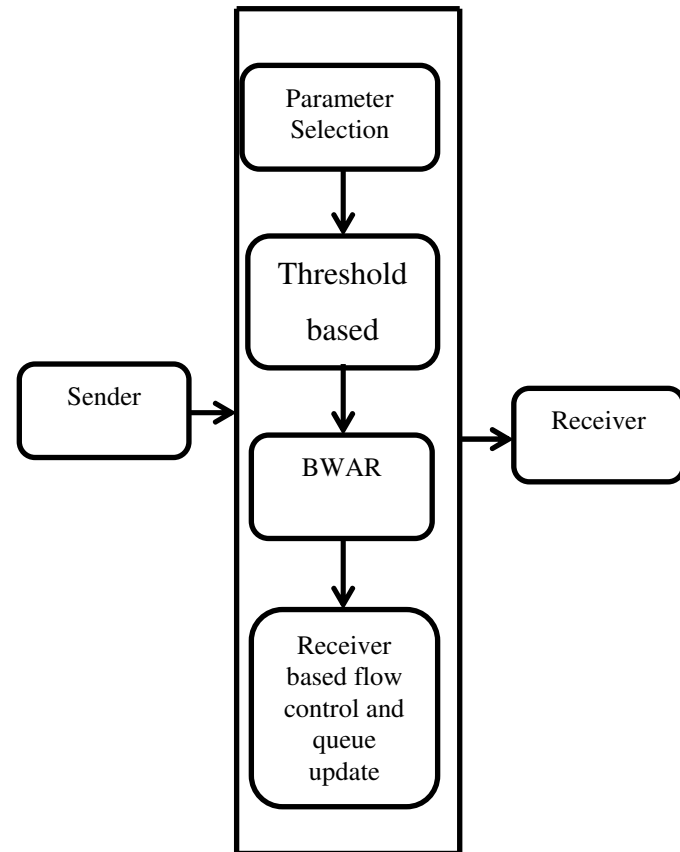 Parameter
Selection
Threshold
based
Sender
BWAR
Receiver
Receiver
based flow
control and
queue
update